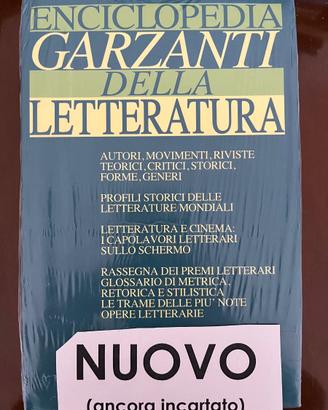 ENCICLOPEDIA
GARZANTI
DELLA
LETTERATURA
AUTORI, MOVIMENTI, RIVISTE
TEORICI, CRITICI, STORICI,
FORME, GENERI
PROFILI STORICI DELLE
LETTERATURE MONDIALI
LETTERATURA E CINEMA:
I CAPOLAVORI LETTERARI
SULLO SCHERMO
RASSEGNA DEI PREMI LETTERARI
GLOSSARIO DI METRICA,
RETORICA E STILISTICA
LE TRAME DELLE PIU' NOTE
OPERE LETTERARIE
NUOVO
(ancora incartato)